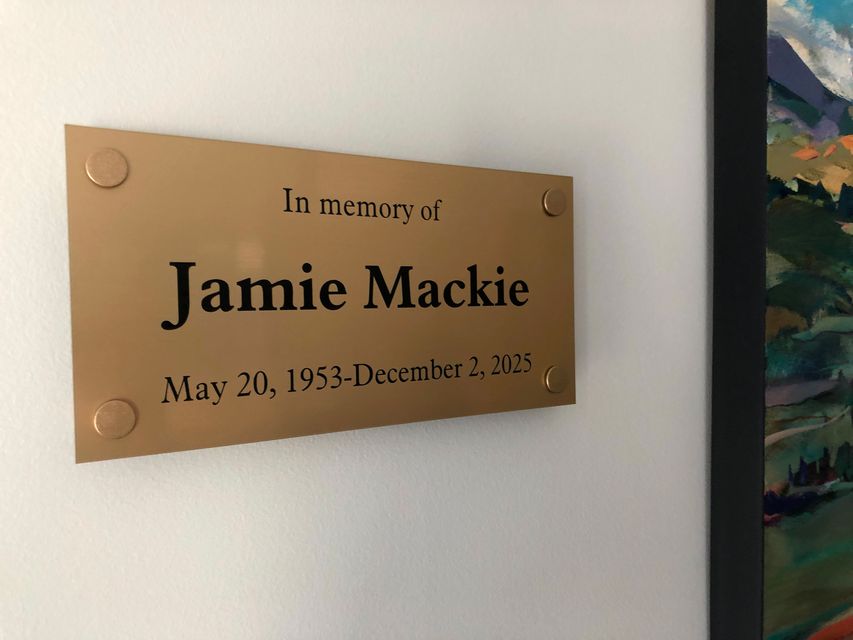 In memory of
Jamie Mackie
May 20, 1953-December 2, 2025